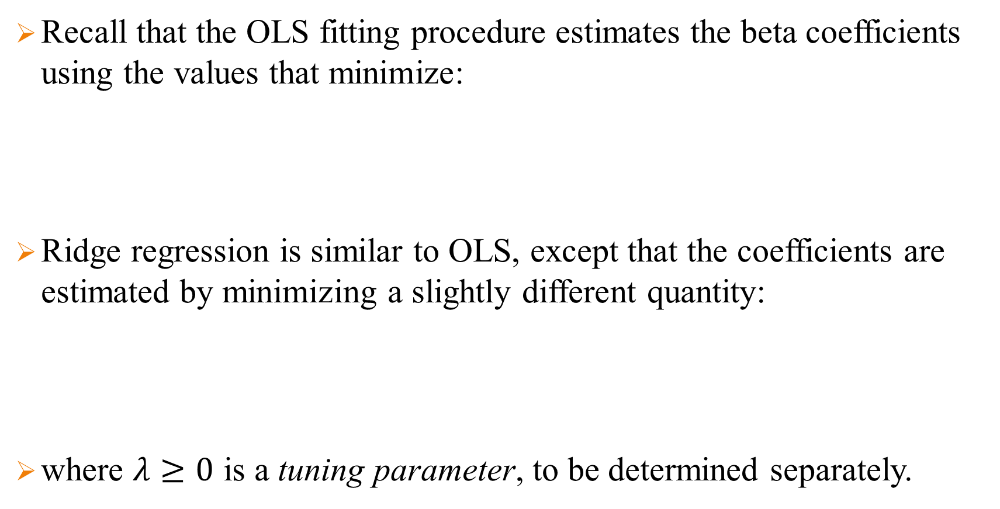 ➢ Recall that the OLS fitting procedure estimates the beta coefficients
using the values that minimize:
➢ Ridge regression is similar to OLS, except that the coefficients are
estimated by minimizing a slightly different quantity:
➢ where λ ≥ 0 is a tuning parameter, to be determined separately.